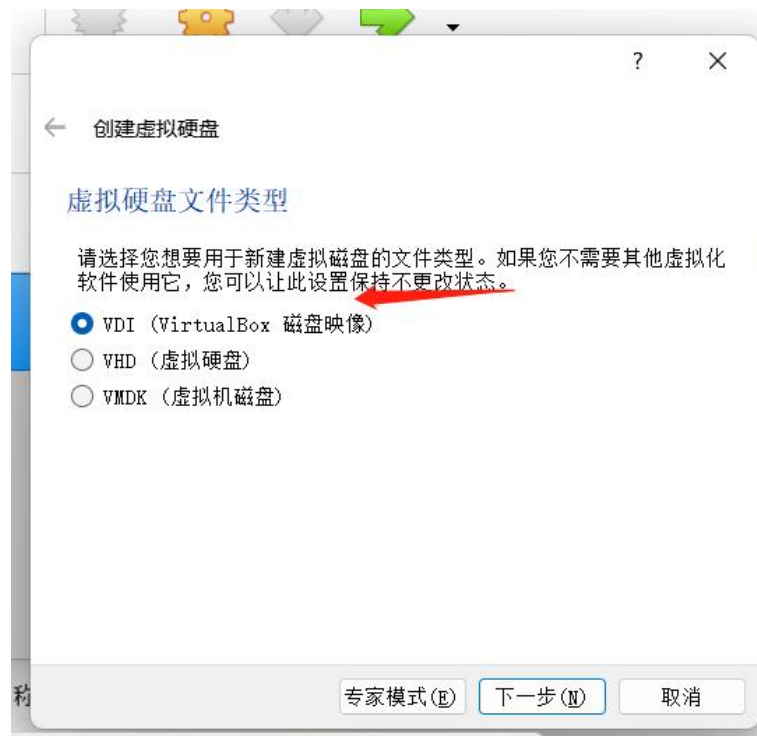 ?
创建虚拟硬盘
虚拟硬盘文件类型
请选择您想要用于新建虚拟磁盘的文件类型。如果您不需要其他虚拟化
软件使用它，您可以让此设置保持不更改状态。
VDI (VirtualBox 磁盘映像)
VHD (虚拟硬盘)
VMDK (虚拟机磁盘)
称
专家模式(E) 下一步(N) 取消